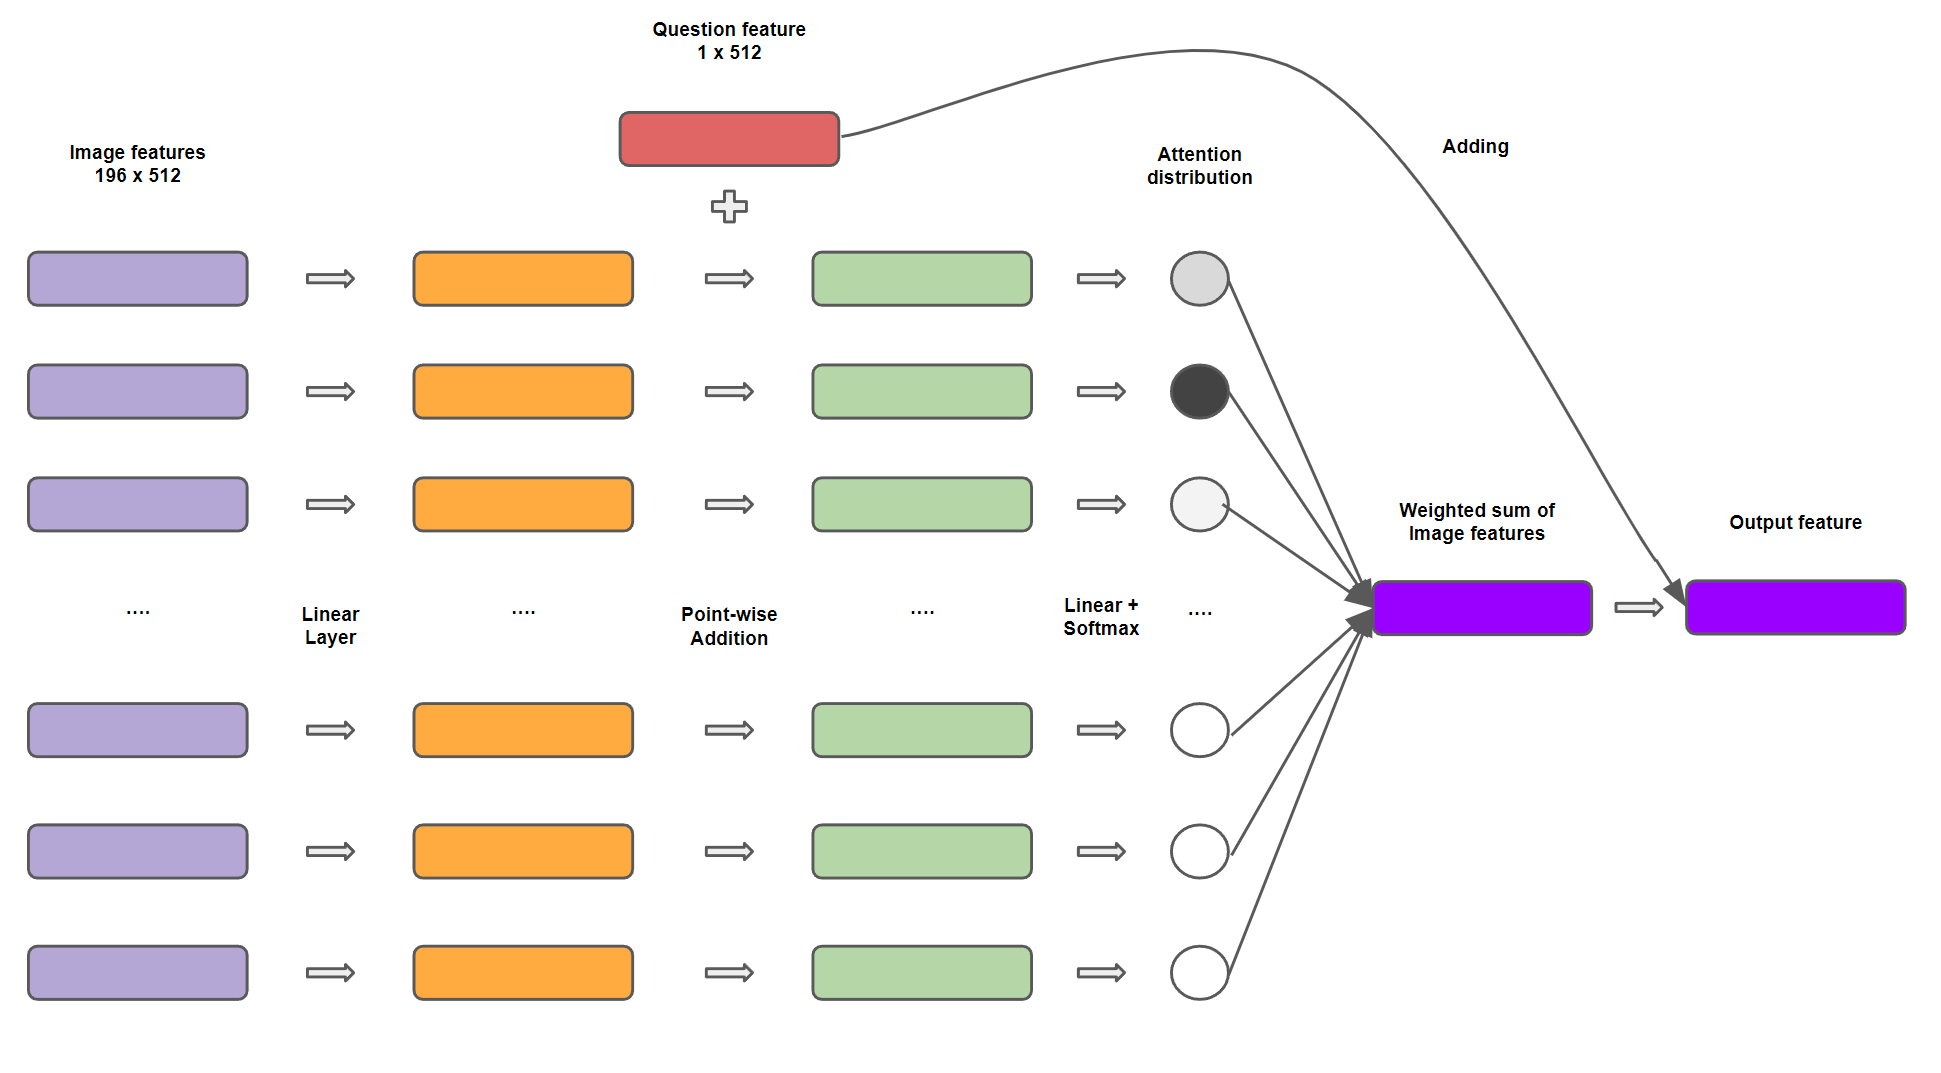 Question feature
1 x 512
Image features
196 x 512
Attention
distribution
Adding
Weighted sum of
Image features
Output feature
....
Linear
Layer
....
Point-wise
Addition
....
Linear +
Softmax
....